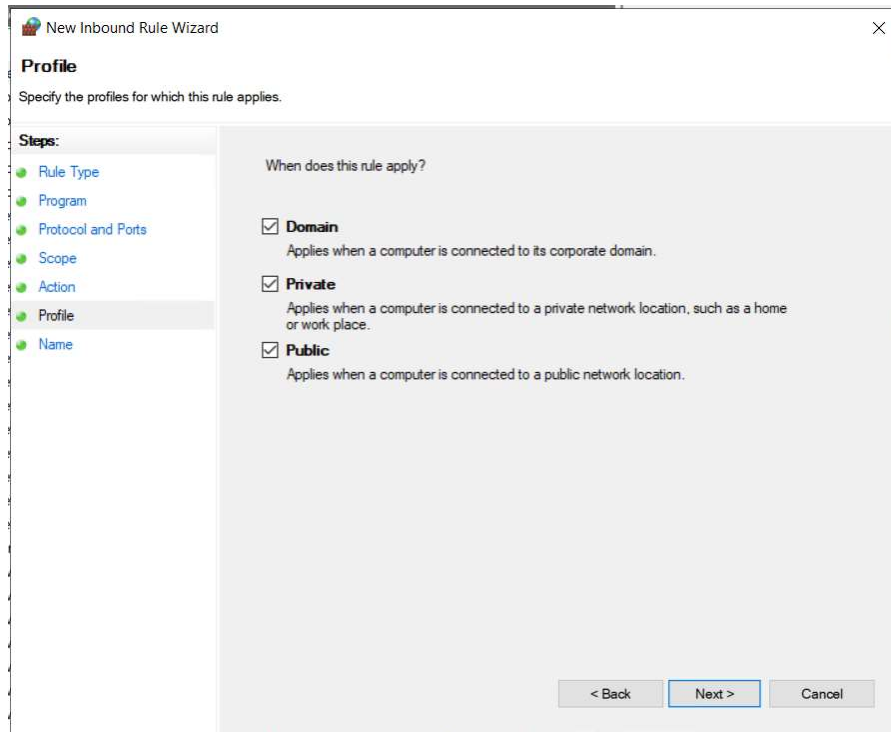 New Inbound Rule Wizard
Profile
Specify the profiles for which this rule applies.
Steps:
Rule Type
Program
Protocol and Ports
Scope
Action
Profile
Name
When does this rule apply?
Domain
Applies when a computer is connected to its corporate domain.
Private
Applies when a computer is connected to a private network location, such as a home
or work place.
Public
Applies when a computer is connected to a public network location.
< Back
Next >
Cancel